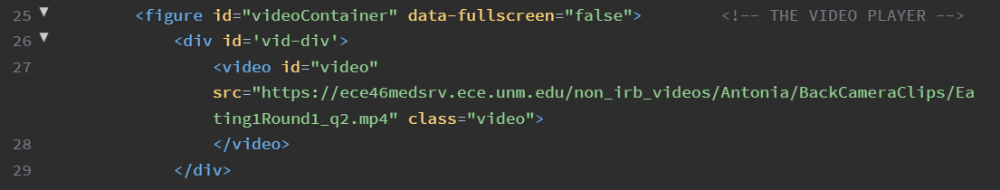 25 ▼ <figure id="videoContainer" data-fullscreen="false"> <!-- THE VIDEO PLAYER -->
26 ▼ <div id='vid-div'>
27 <video id="video"
src="https://ece46medsrv.ece.unm.edu/non_irb_videos/Antonia/BackCameraClips/Ea
ting1Round1_q2.mp4" class="video">
28 </video>
29 </div>